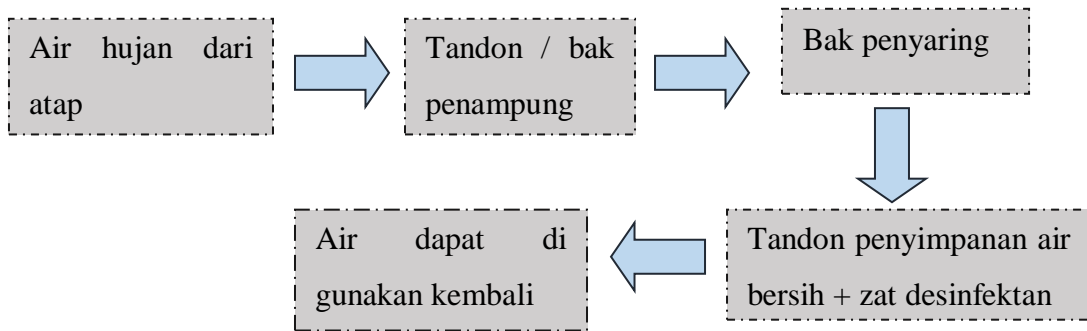 Air hujan dari
atap
Tandon / bak
penampung
Bak penyaring
Tandon penyimpanan air
bersih + zat desinfektan
Air dapat di
gunakan kembali